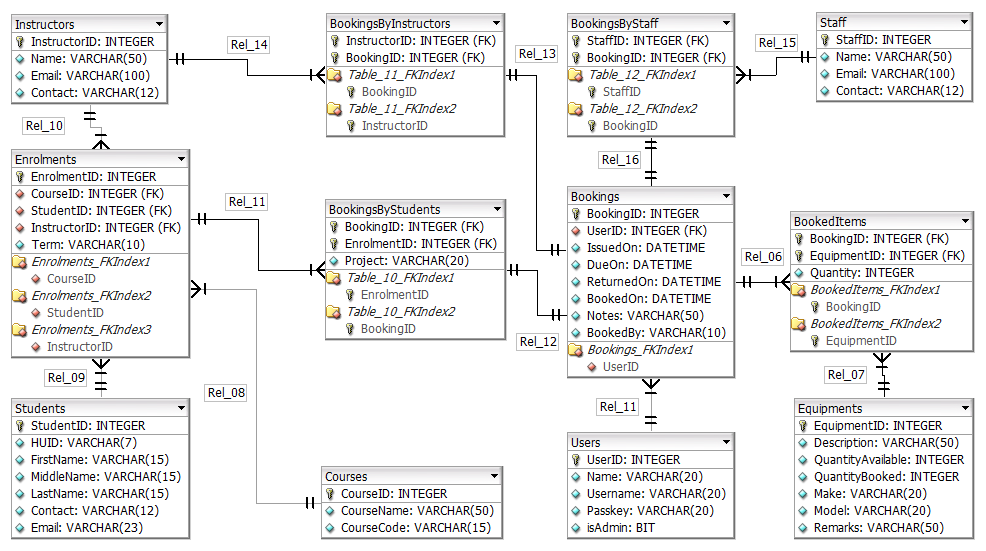 Instructors
InstructorID: INTEGER
Name: VARCHAR(50)
Email: VARCHAR(100)
Contact: VARCHAR(12)
Rel_14
BookingsByInstructors
InstructorID: INTEGER (FK)
BookingID: INTEGER (FK)
Table_11_FKIndex1
BookingID
Table_11_FKIndex2
InstructorID
Rel_13
BookingsByStaff
StaffID: INTEGER (FK)
BookingID: INTEGER (FK)
Table_12_FKIndex1
StaffID
Table_12_FKIndex2
BookingID
Rel_15
Staff
StaffID: INTEGER
Name: VARCHAR(50)
Email: VARCHAR(100)
Contact: VARCHAR(12)
Rel_10
Rel_16
Enrolments
EnrolmentID: INTEGER
CourseID: INTEGER (FK)
StudentID: INTEGER (FK)
InstructorID: INTEGER (FK)
Term: VARCHAR(10)
Enrolments_FKIndex1
CourseID
Enrolments_FKIndex2
StudentID
Enrolments_FKIndex3
InstructorID
Rel_11
BookingsByStudents
BookingID: INTEGER (FK)
EnrolmentID: INTEGER (FK)
Project: VARCHAR(20)
Table_10_FKIndex1
EnrolmentID
Table_10_FKIndex2
BookingID
Rel_12
Bookings
BookingID: INTEGER
UserID: INTEGER (FK)
IssuedOn: DATETIME
DueOn: DATETIME
ReturnedOn: DATETIME
BookedOn: DATETIME
Notes: VARCHAR(50)
BookedBy: VARCHAR(10)
Bookings_FKIndex1
UserID
Rel_06
BookedItems
BookingID: INTEGER (FK)
EquipmentID: INTEGER (FK)
Quantity: INTEGER
BookedItems_FKIndex1
BookingID
BookedItems_FKIndex2
EquipmentID
Rel_09
Rel_08
Rel_11
Rel_07
Students
StudentID: INTEGER
HUID: VARCHAR(7)
FirstName: VARCHAR(15)
MiddleName: VARCHAR(15)
LastName: VARCHAR(15)
Contact: VARCHAR(12)
Email: VARCHAR(23)
Courses
CourseID: INTEGER
CourseName: VARCHAR(50)
CourseCode: VARCHAR(15)
Users
UserID: INTEGER
Name: VARCHAR(20)
Username: VARCHAR(20)
Passkey: VARCHAR(20)
isAdmin: BIT
Equipments
EquipmentID: INTEGER
Description: VARCHAR(50)
QuantityAvailable: INTEGER
QuantityBooked: INTEGER
Make: VARCHAR(20)
Model: VARCHAR(20)
Remarks: VARCHAR(50)